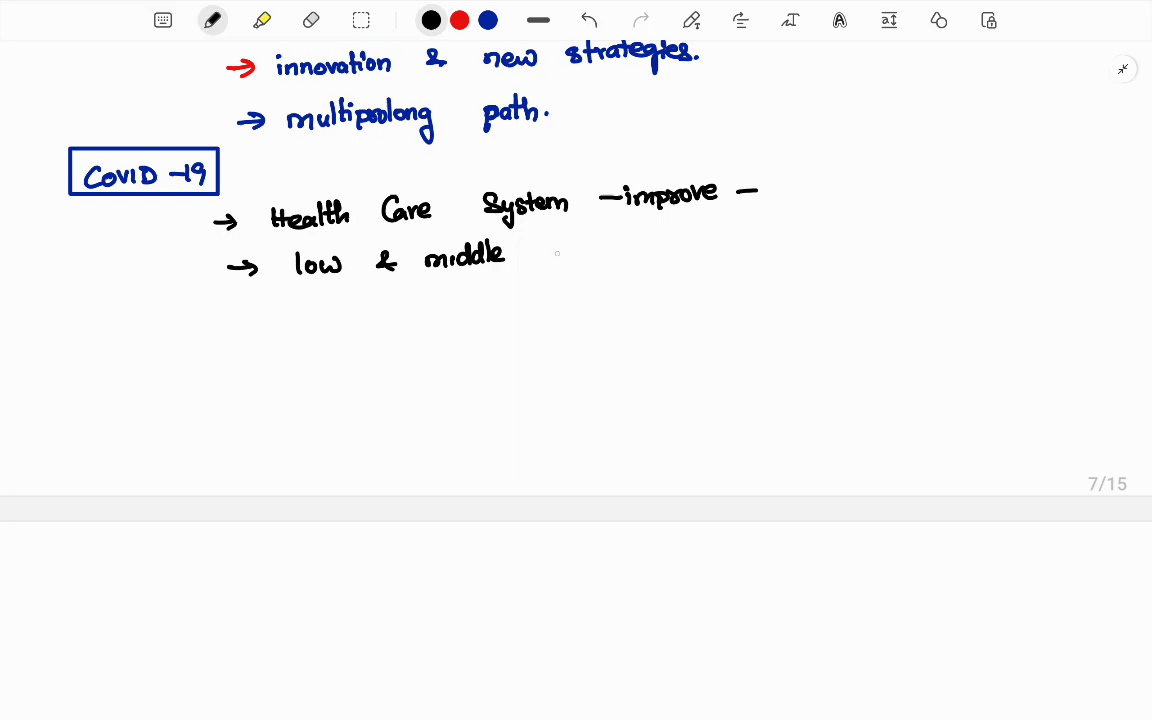 → innovation & new strategies.
→ multiprolong path.
COVID -19
→ Health Care System - improve -
→ low & middle
7/15